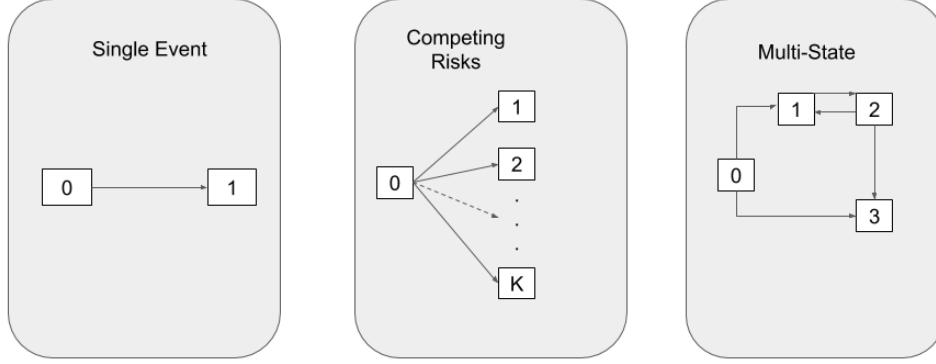 Single Event
0
1
Competing
Risks
0
1
2
.
.
.
K
Multi-State
0
1
2
3